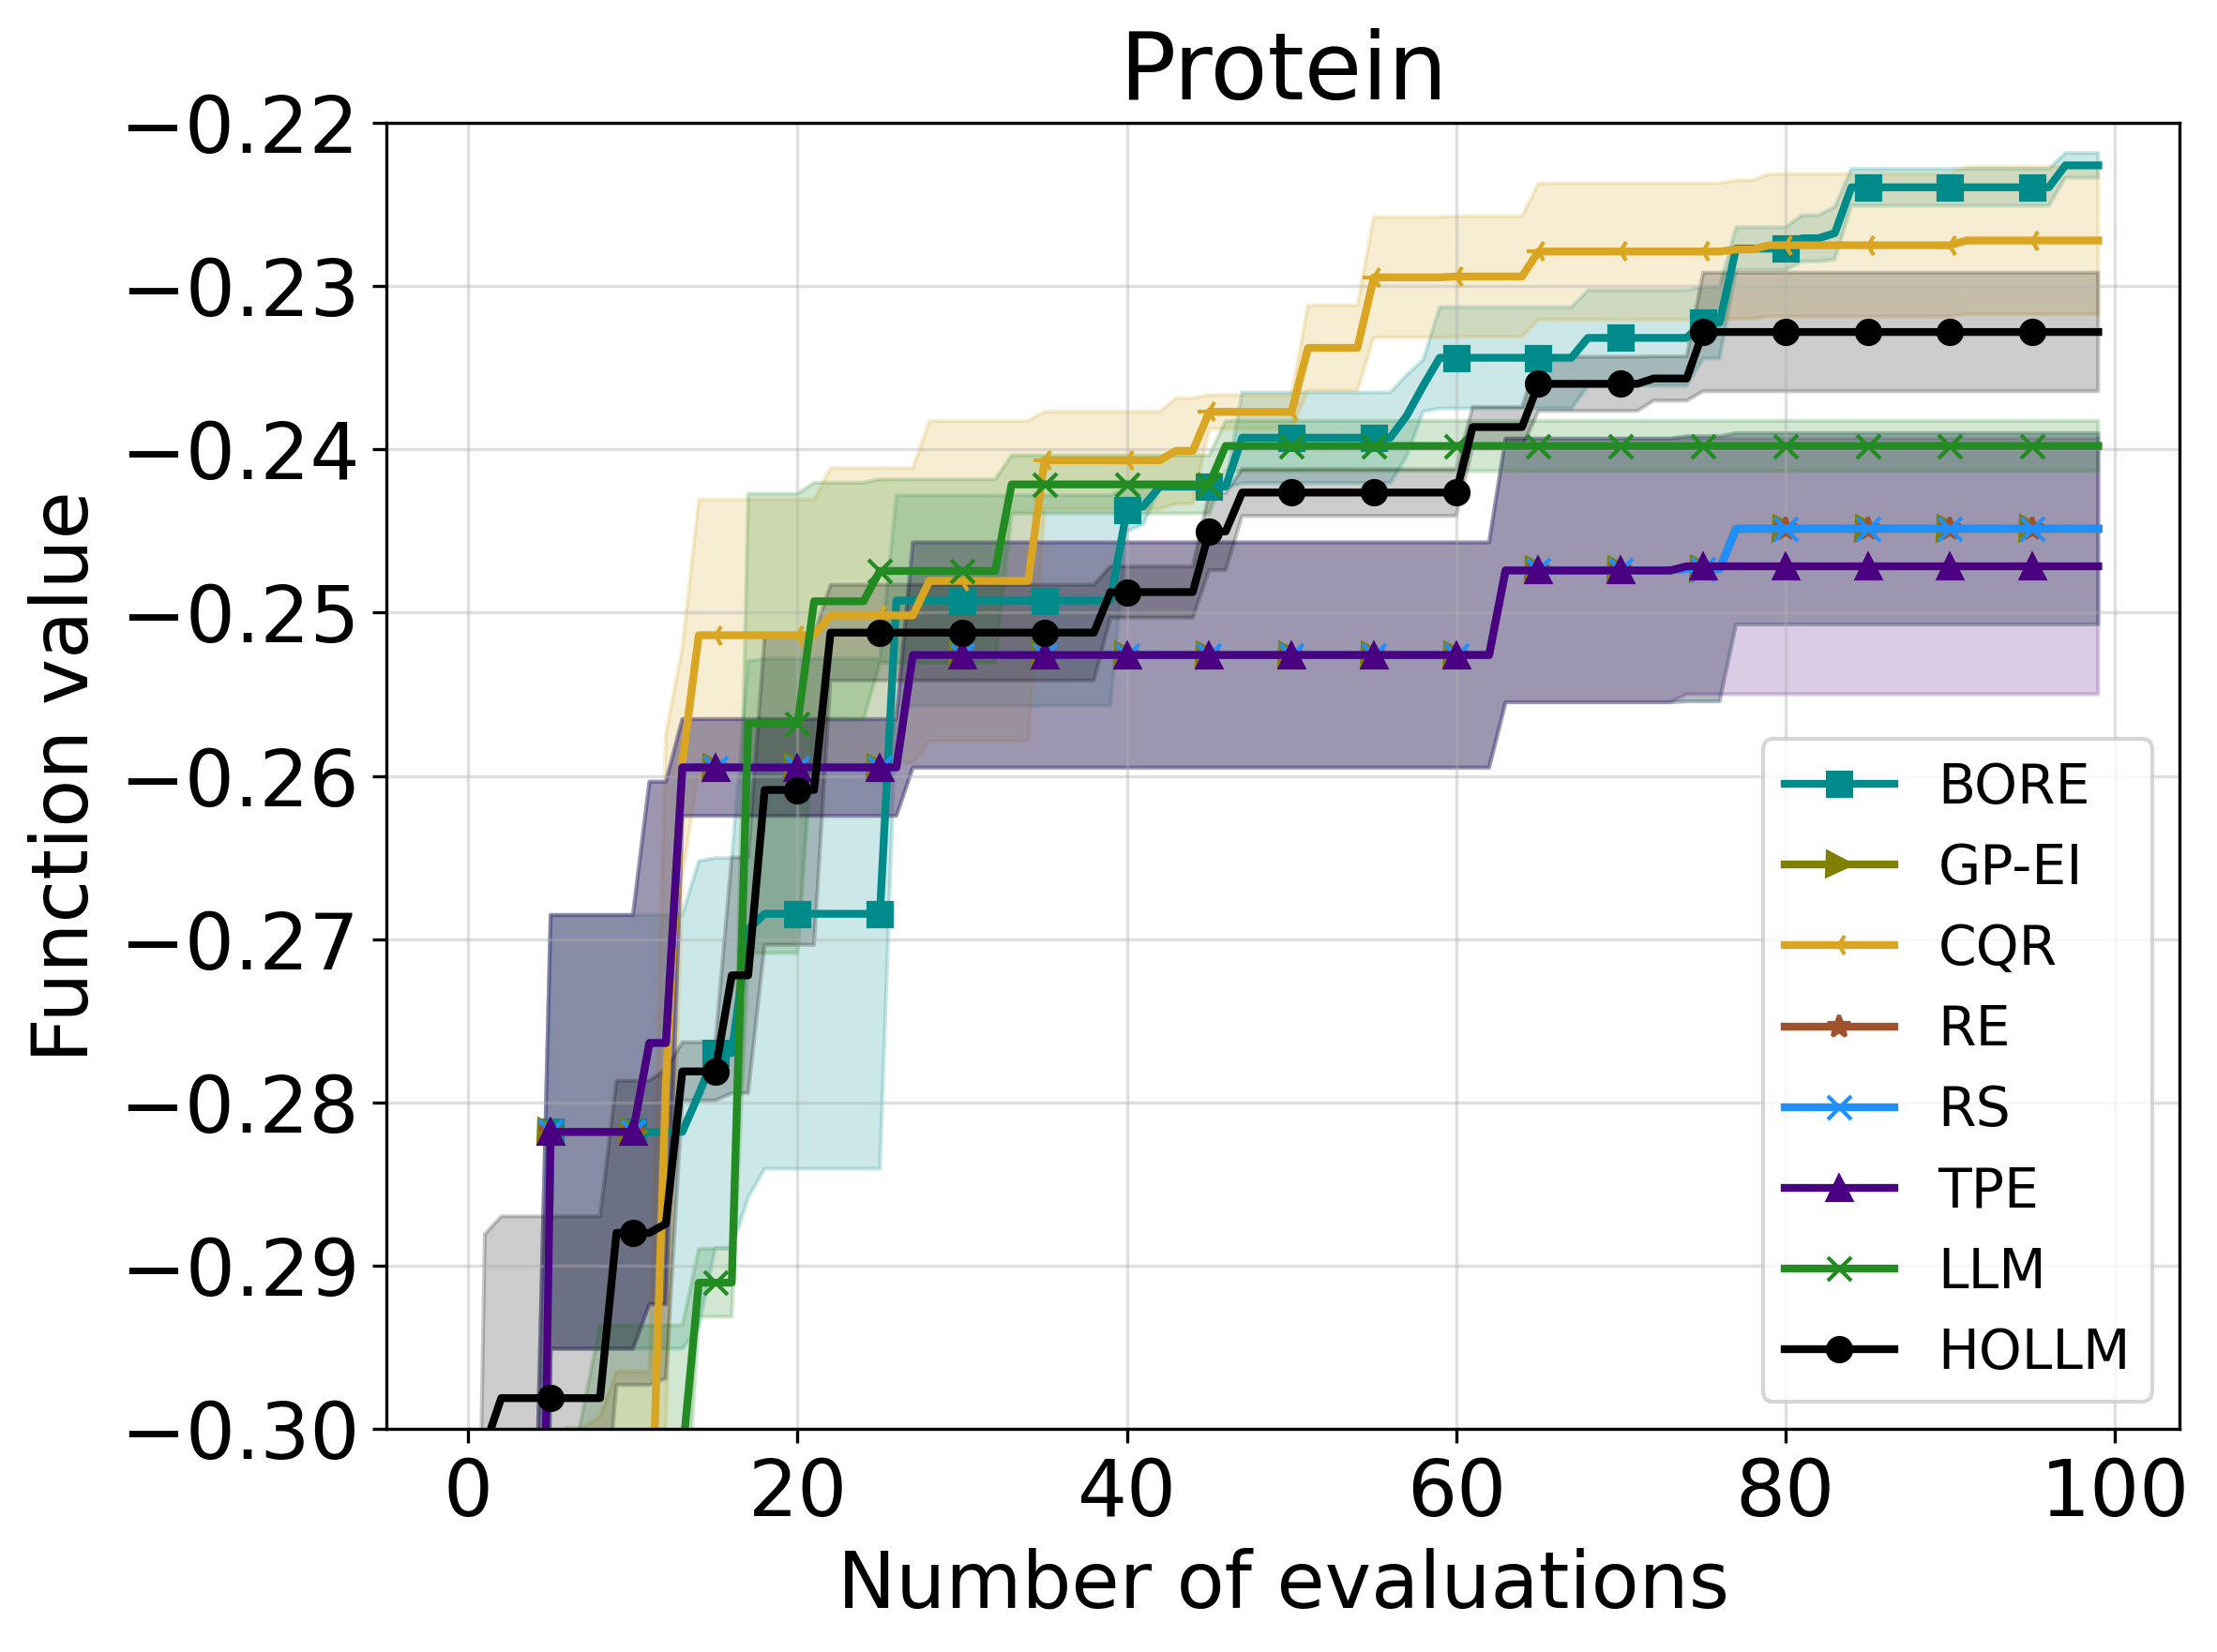 Protein
Function value
−0.22
−0.23
−0.24
−0.25
−0.26
−0.27
−0.28
−0.29
−0.30
0 20 40 60 80 100
Number of evaluations
BORE
GP-EI
CQR
RE
RS
TPE
LLM
HOLLM